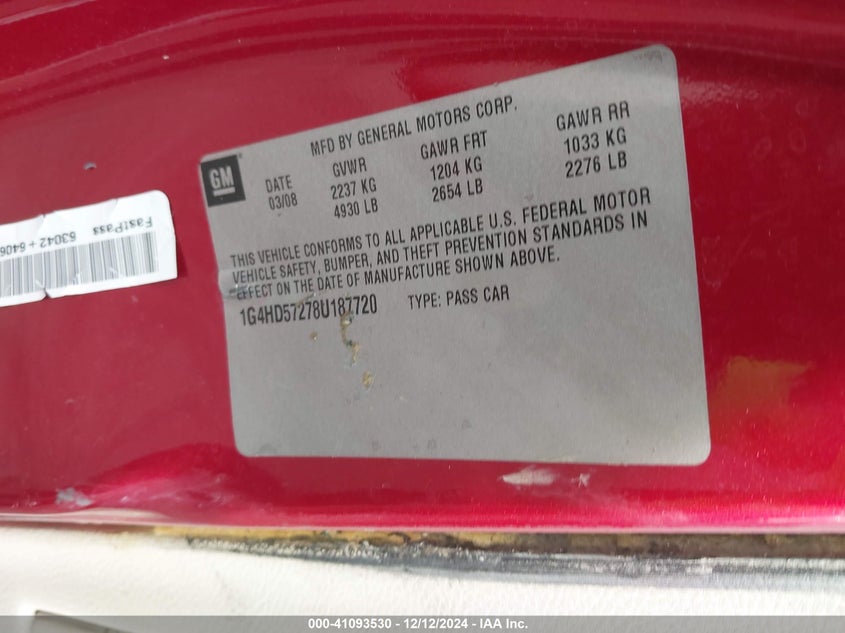 MFD BY GENERAL MOTORS CORP.
GM
DATE GVWR GAWR FRT GAWR RR
03/08 2237 KG 1204 KG 1033 KG
4930 LB 2654 LB 2276 LB
THIS VEHICLE CONFORMS TO ALL APPLICABLE U.S. FEDERAL MOTOR
VEHICLE SAFETY, BUMPER, AND THEFT PREVENTION STANDARDS IN
EFFECT ON THE DATE OF MANUFACTURE SHOWN ABOVE.
1G4HD57278U187720 TYPE: PASS CAR
FastPass 63042 + 6406
000-41093530 - 12/12/2024 - IAA Inc.